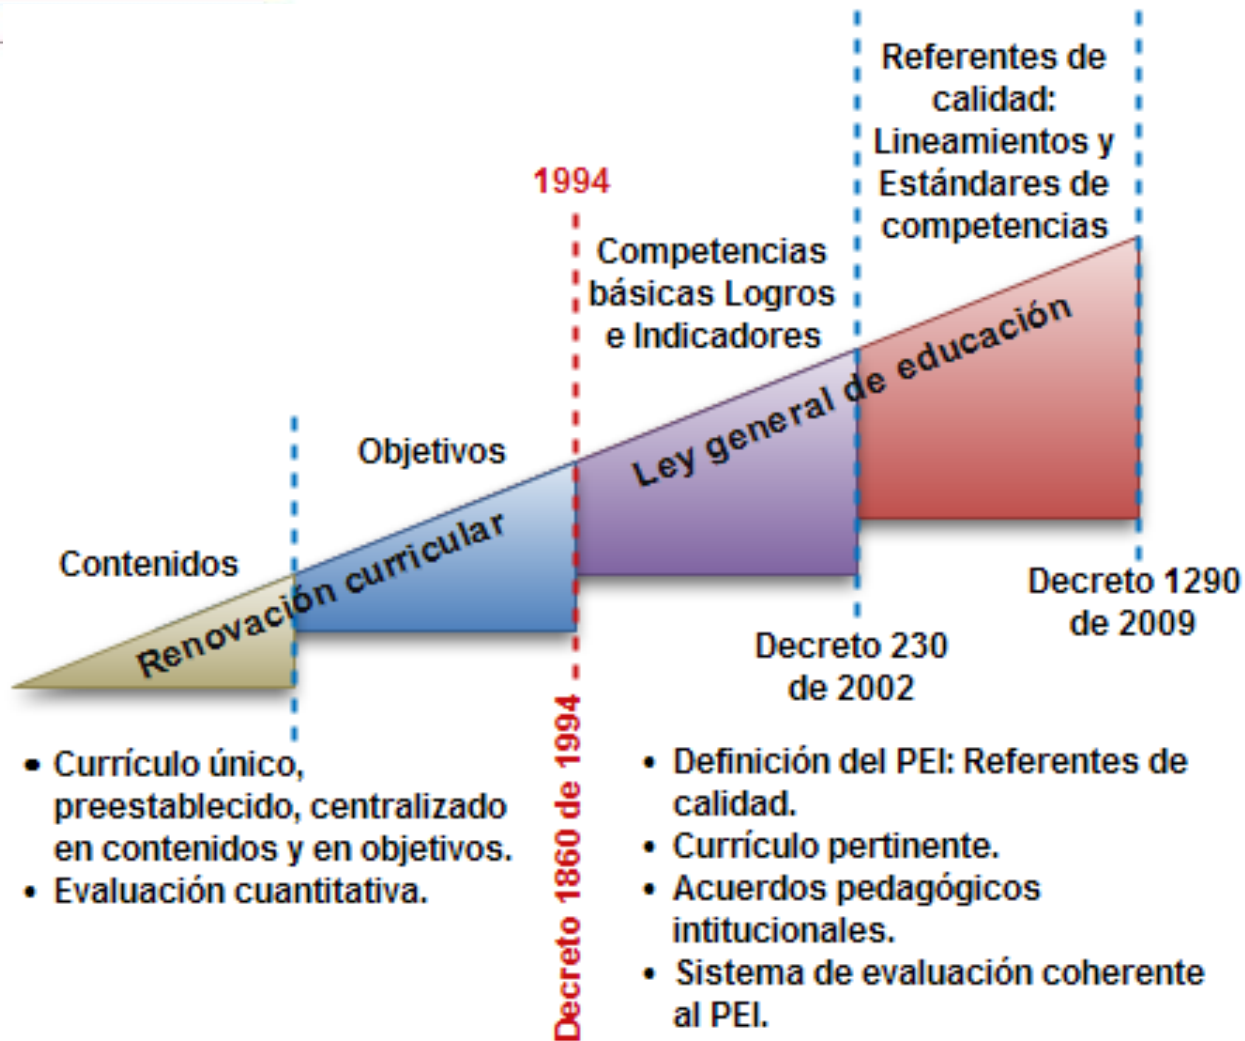 Referentes de
calidad:
Lineamientos y
Estándares de
competencias
1994
Competencias
básicas Logros
e Indicadores
Ley general de educación
Objetivos
Contenidos
Renovación curricular
Decreto 1290
de 2009
Decreto 230
de 2002
Decreto 1860 de 1994
• Currículo único,
preestablecido, centralizado
en contenidos y en objetivos.
• Evaluación cuantitativa.
• Definición del PEI: Referentes de
calidad.
• Currículo pertinente.
• Acuerdos pedagógicos
intitucionales.
• Sistema de evaluación coherente
al PEI.